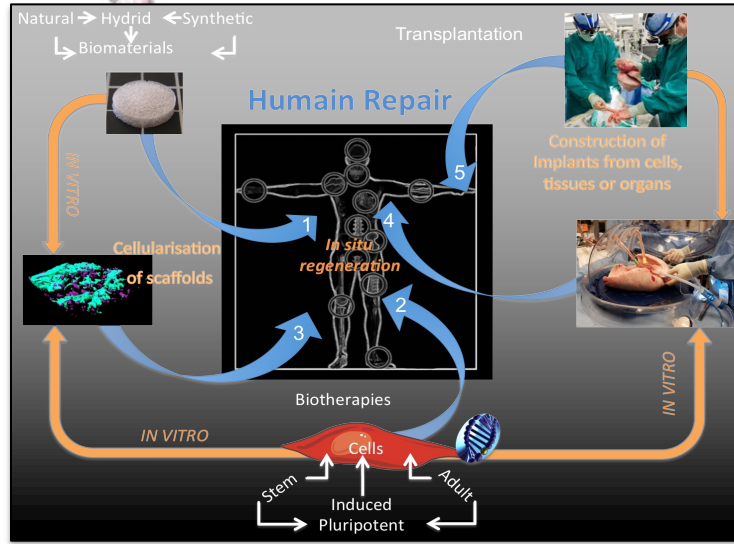 Natural Hydrid Synthetic
Biomaterials
Transplantation
Humain Repair
Construction of
Implants from cells,
tissues or organs
IN VITRO
5
1
4
In situ
regeneration
Cellularisation
of scaffolds
2
3
IN VITRO
Biotherapies
IN VITRO
Cells
Stem
Adult
Induced
Pluripotent